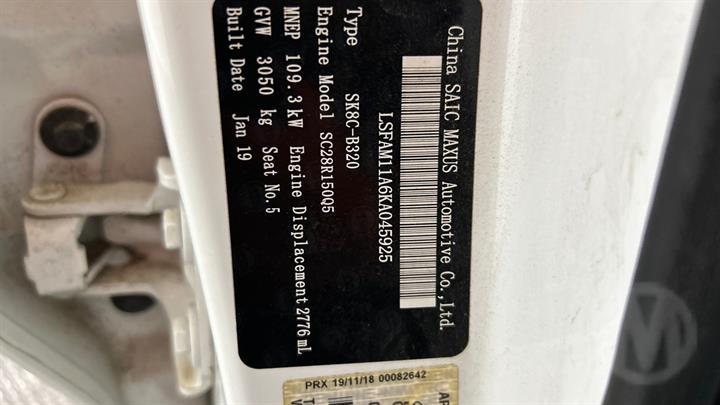 China SAIC MAXUS Automotive Co.,Ltd.
LSFAM11A6KA045925
Type SK8C-B320
Engine Model SC28R150Q5
MNEP 109.3 kW Engine Displacement 2776 mL
GVW 3050 kg Seat No. 5
Built Date Jan 19
PRX 19/11/18 00082642
M